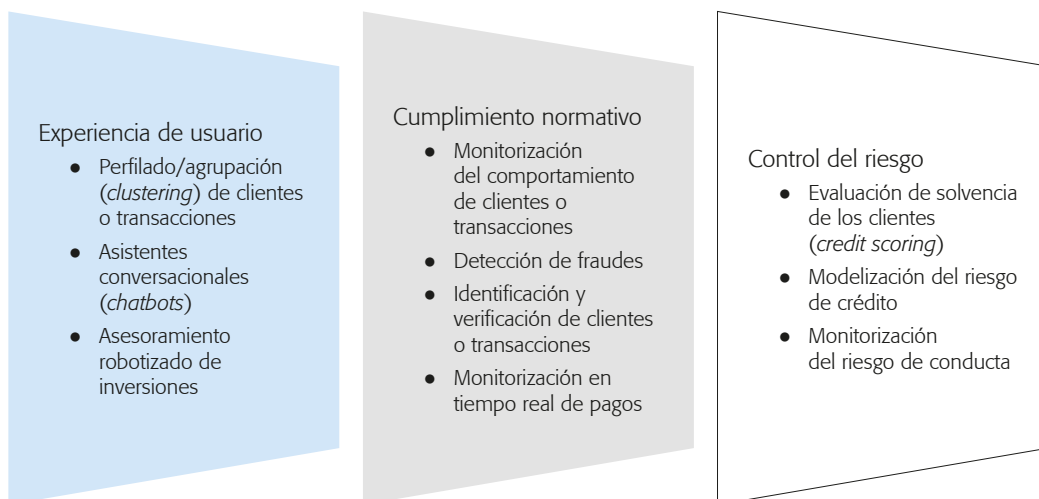 Experiencia de usuario
● Perfilado/agrupación
(clustering) de clientes
o transacciones
● Asistentes
conversacionales
(chatbots)
● Asesoramiento
robotizado de
inversiones
Cumplimiento normativo
● Monitorización
del comportamiento
de clientes o
transacciones
● Detección de fraudes
● Identificación y
verificación de clientes
o transacciones
● Monitorización en
tiempo real de pagos
Control del riesgo
● Evaluación de solvencia
de los clientes
(credit scoring)
● Modelización del riesgo
de crédito
● Monitorización
del riesgo de conducta